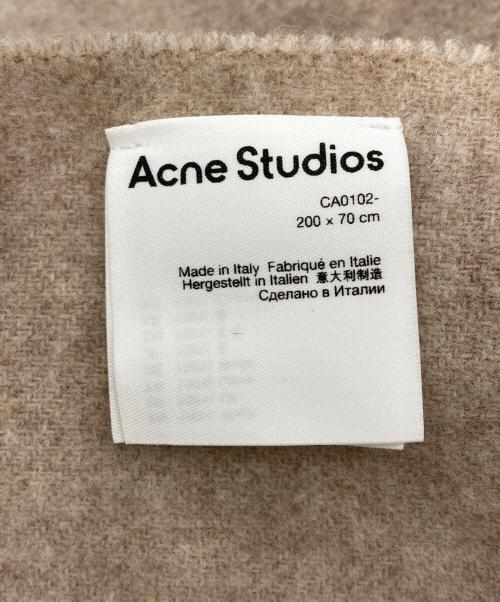 Acne Studios
CA0102-
200 × 70 cm
Made in Italy Fabriqué en Italie
Hergestellt in Italien 意大利制造
Сделано в Италии